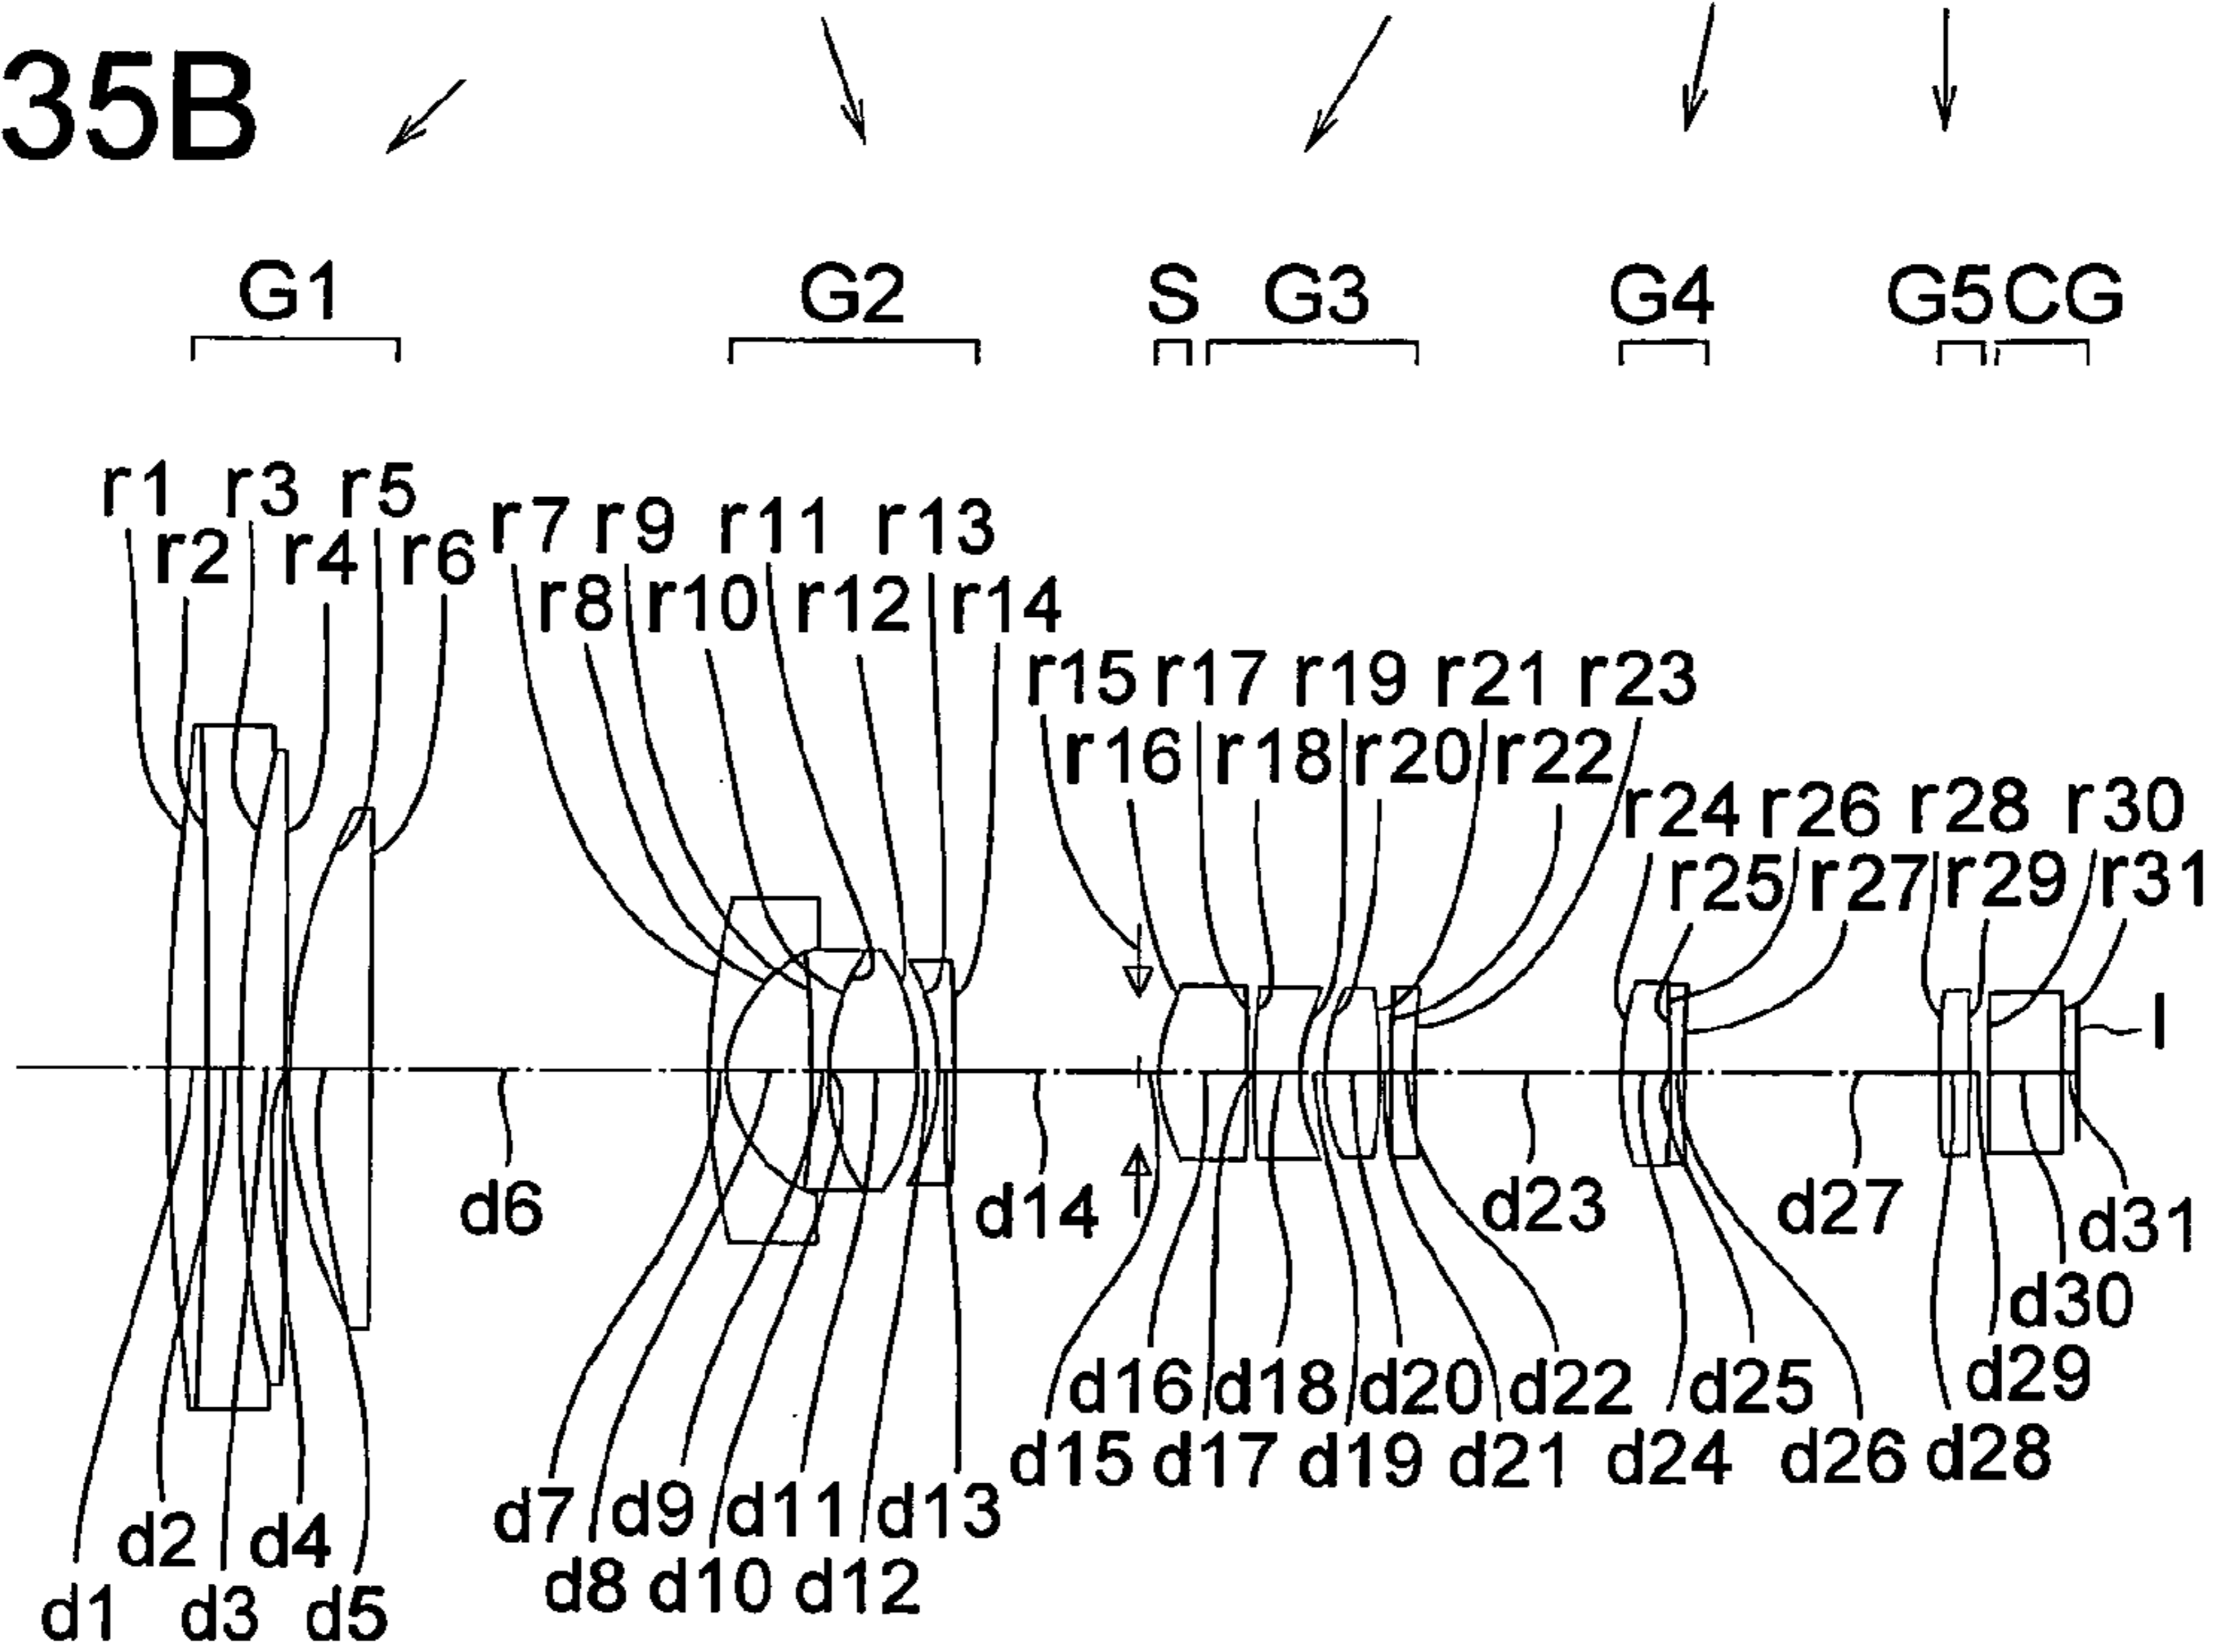 35B
G1 G2 S G3 G4 G5 CG
r1 r3 r5
r2 r4 r6
r7 r9 r11 r13
r8 r10 r12 r14
r15 r17 r19 r21 r23
r16 r18 r20 r22
r24 r26 r28 r30
r25 r27 r29 r31
I
d6 d14 d23 d27 d31
d30
d16 d18 d20 d22 d25 d29
d15 d17 d19 d21 d24 d26 d28
d7 d9 d11 d13
d2 d4
d8 d10 d12
d1 d3 d5